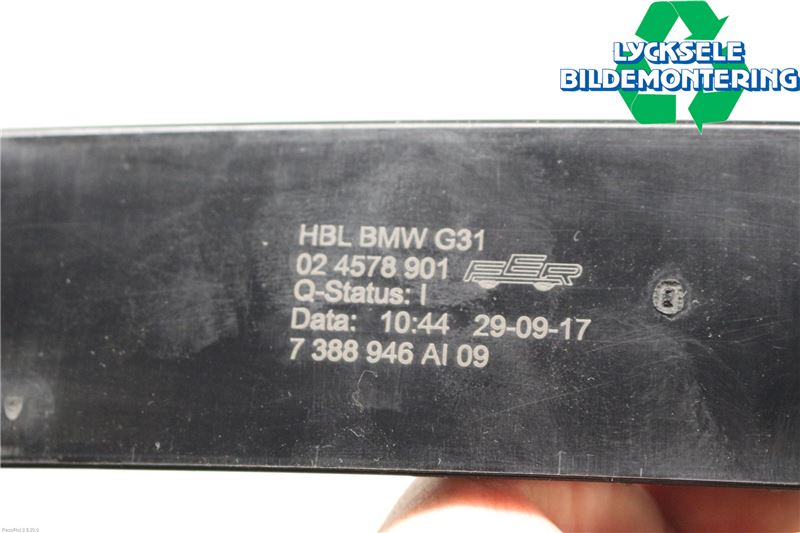 LYCKSELE
BILDEMONTERING
HBL BMW G31
02 4578 901 FER
Q-Status: I
Data: 10:44 29-09-17
7 388 946 AI 09